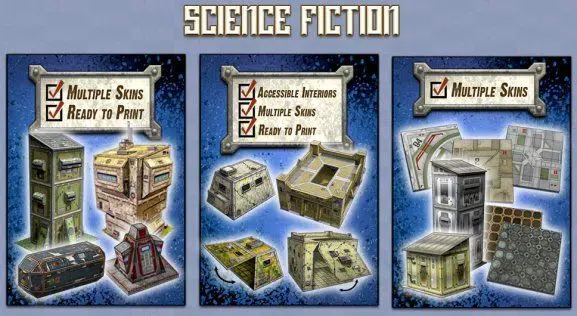 SCIENCE FICTION
MULTIPLE SKINS
READY TO PRINT
ACCESSIBLE INTERIORS
MULTIPLE SKINS
READY TO PRINT
MULTIPLE SKINS